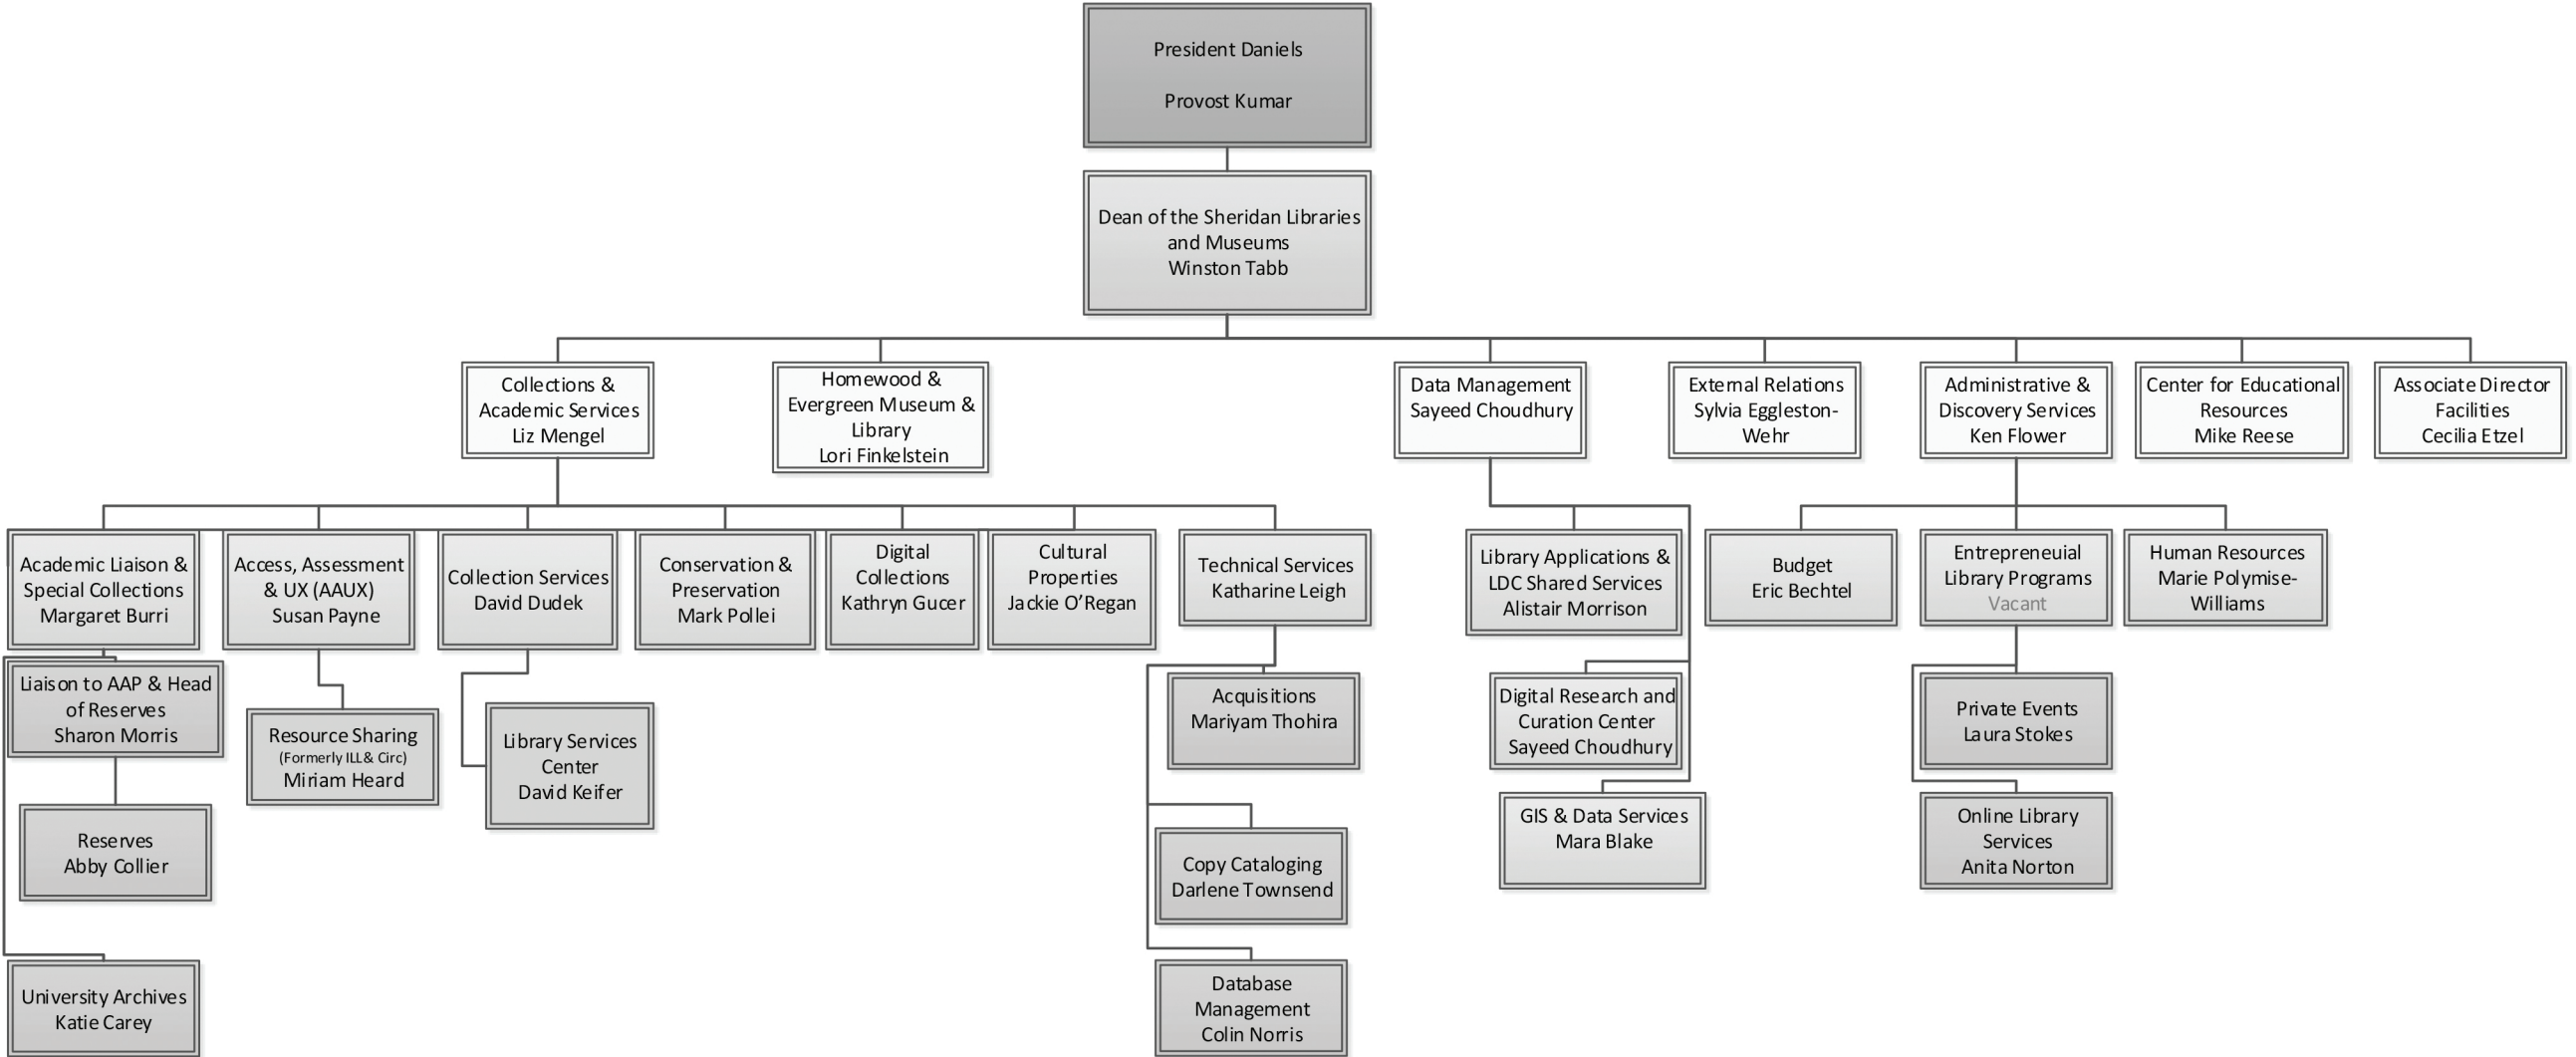 President Daniels
Provost Kumar
Dean of the Sheridan Libraries
and Museums
Winston Tabb
Collections &
Academic Services
Liz Mengel
Homewood &
Evergreen Museum &
Library
Lori Finkelstein
Data Management
Sayeed Choudhury
External Relations
Sylvia Eggleston-
Wehr
Administrative &
Discovery Services
Ken Flower
Center for Educational
Resources
Mike Reese
Associate Director
Facilities
Cecilia Etzel
Academic Liaison &
Special Collections
Margaret Burri
Access, Assessment
& UX (AAUX)
Susan Payne
Collection Services
David Dudek
Conservation &
Preservation
Mark Pollei
Digital
Collections
Kathryn Gucer
Cultural
Properties
Jackie O’Regan
Technical Services
Katharine Leigh
Library Applications &
LDC Shared Services
Alistair Morrison
Budget
Eric Bechtel
Entrepreneuial
Library Programs
Vacant
Human Resources
Marie Polymise-
Williams
Liaison to AAP & Head
of Reserves
Sharon Morris
Resource Sharing
(Formerly ILL& Circ)
Miriam Heard
Library Services
Center
David Keifer
Acquisitions
Mariyam Thohira
Digital Research and
Curation Center
Sayeed Choudhury
Private Events
Laura Stokes
Reserves
Abby Collier
Copy Cataloging
Darlene Townsend
GIS & Data Services
Mara Blake
Online Library
Services
Anita Norton
University Archives
Katie Carey
Database
Management
Colin Norris